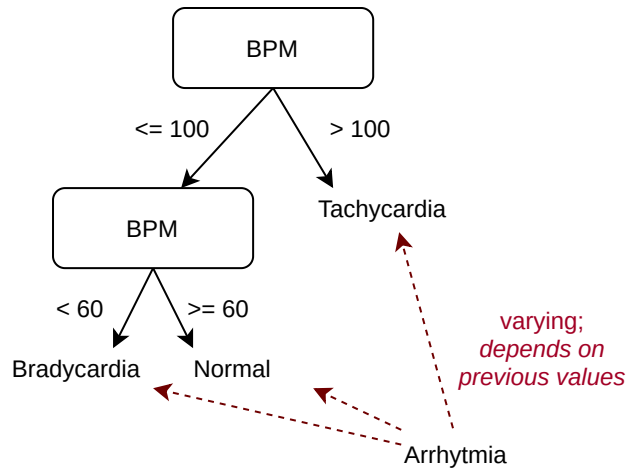 BPM
<= 100
> 100
BPM
Tachycardia
< 60
>= 60
varying;
depends on
previous values
Bradycardia
Normal
Arrhytmia